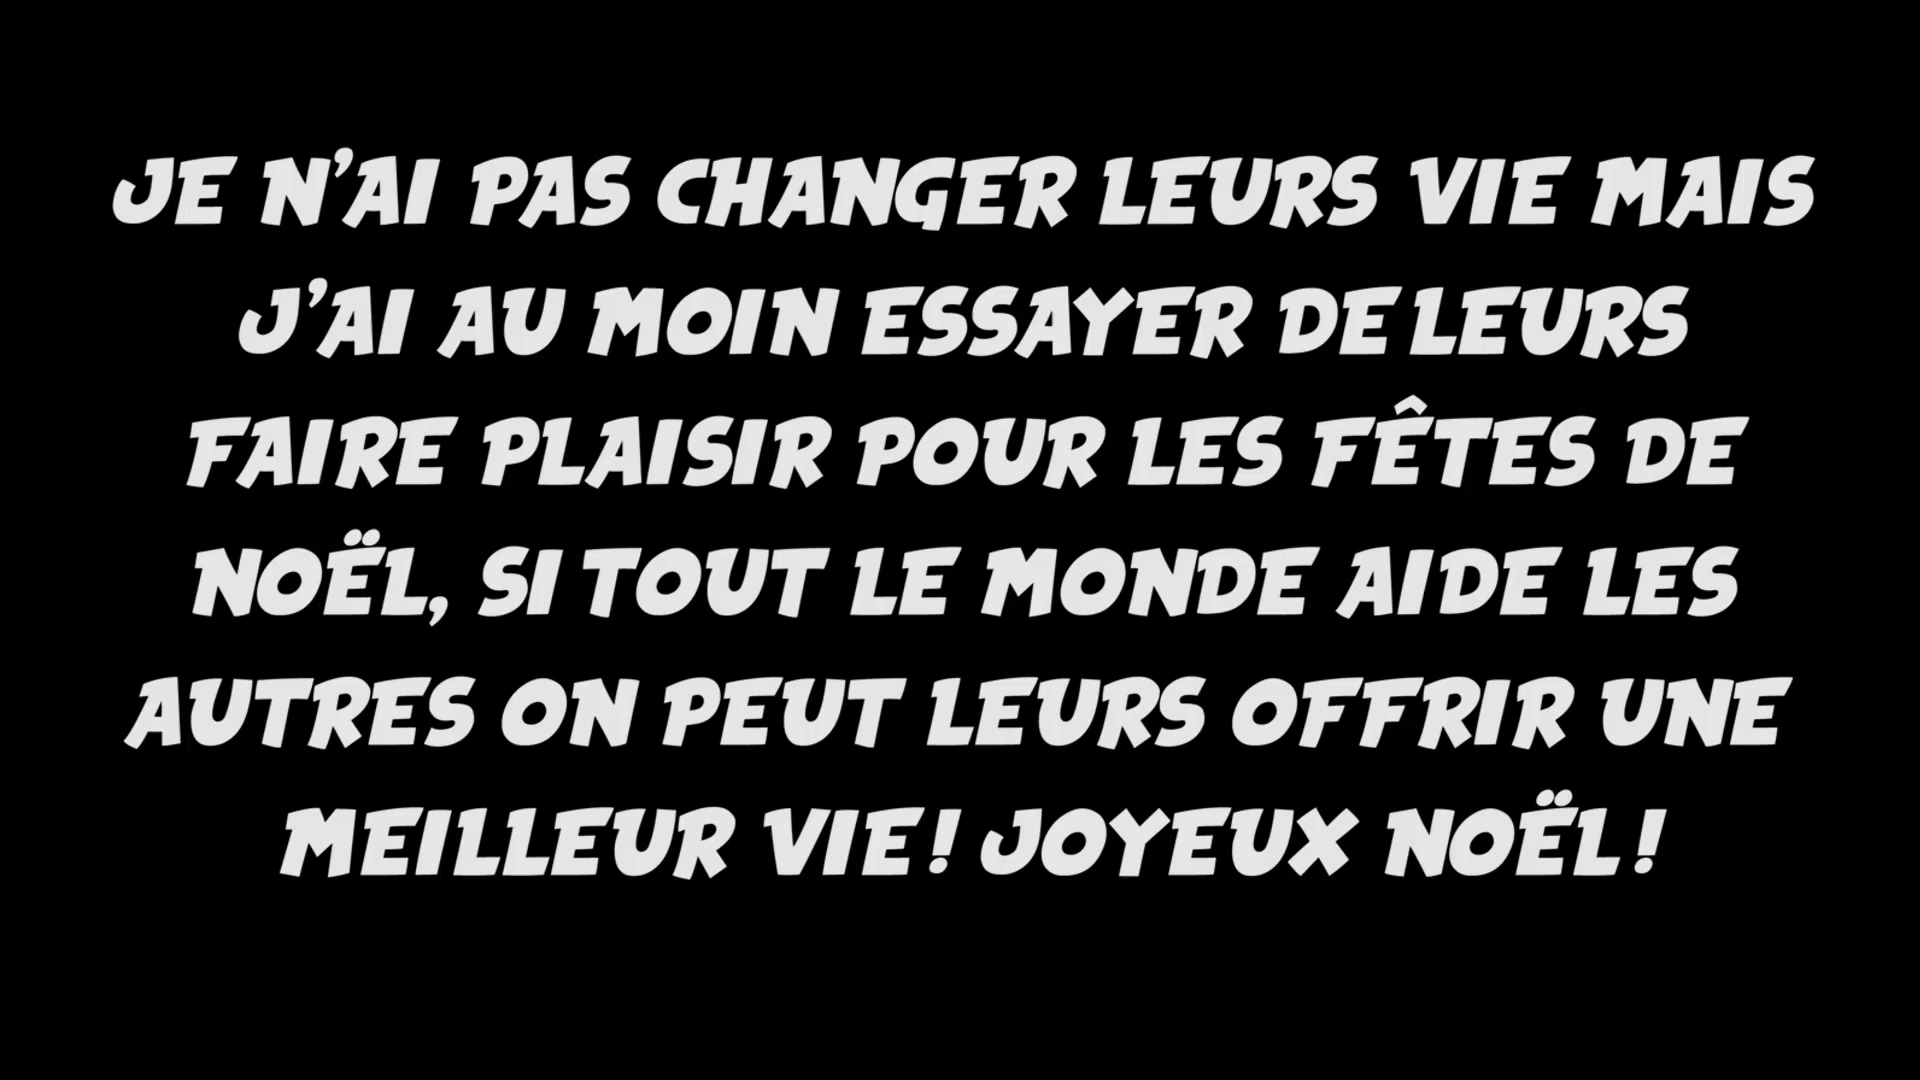 JE N'AI PAS CHANGER LEURS VIE MAIS
J'AI AU MOIN ESSAYER DE LEURS
FAIRE PLAISIR POUR LES FÊTES DE
NOËL, SI TOUT LE MONDE AIDE LES
AUTRES ON PEUT LEURS OFFRIR UNE
MEILLEUR VIE! JOYEUX NOËL!